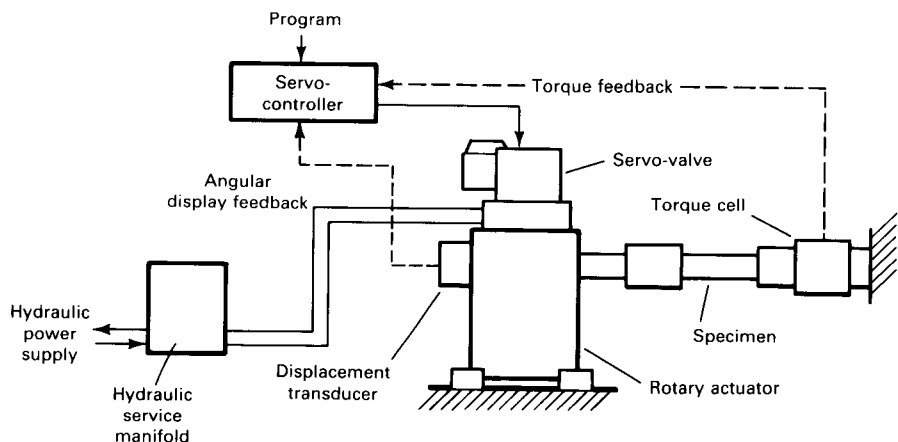 Program
Servo-
controller
Torque feedback
Servo-valve
Angular
display feedback
Torque cell
Hydraulic
power
supply
Specimen
Displacement
transducer
Rotary actuator
Hydraulic
service
manifold